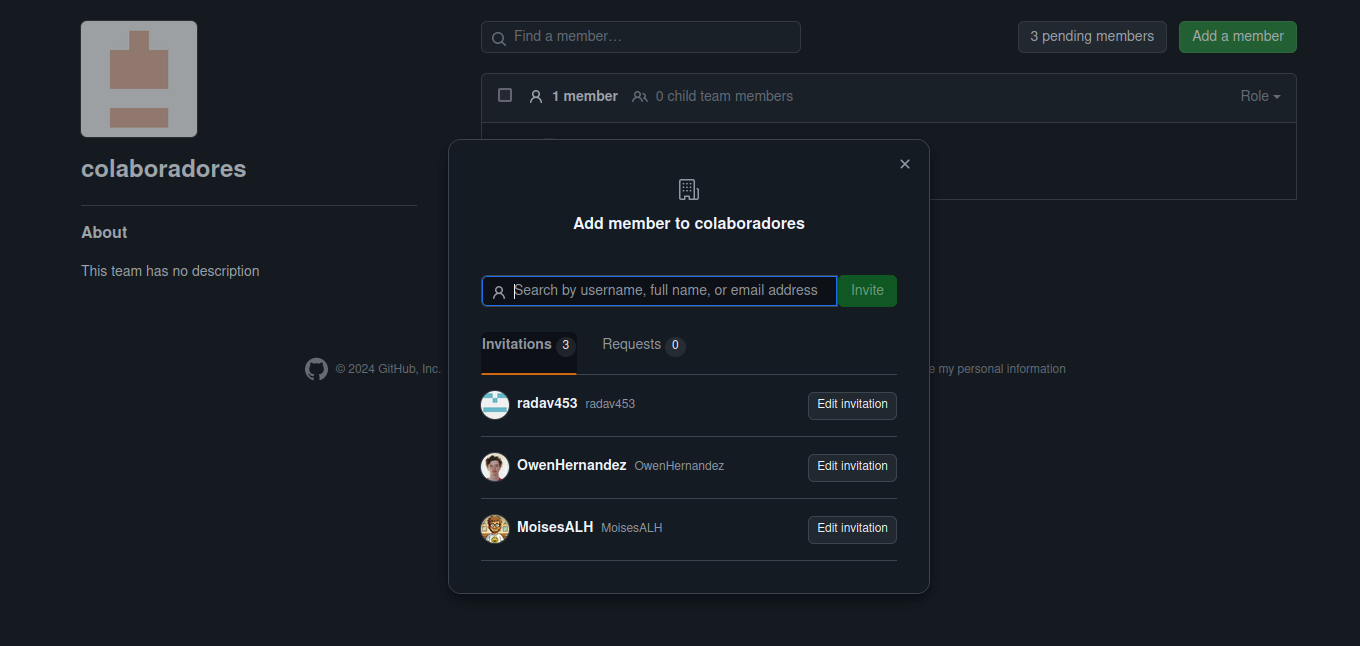 Find a member…
3 pending members
Add a member
1 member
0 child team members
Role
colaboradores
About
This team has no description
Add member to colaboradores
Search by username, full name, or email address
Invite
Invitations 3
Requests 0
radav453 radav453
Edit invitation
OwenHernandez OwenHernandez
Edit invitation
MoisesALH MoisesALH
Edit invitation
© 2024 GitHub, Inc.
my personal information